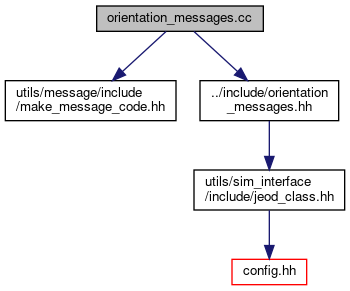 orientation_messages.cc
utils/message/include
/make_message_code.hh
../include/orientation
_messages.hh
utils/sim_interface
/include/jeod_class.hh
config.hh